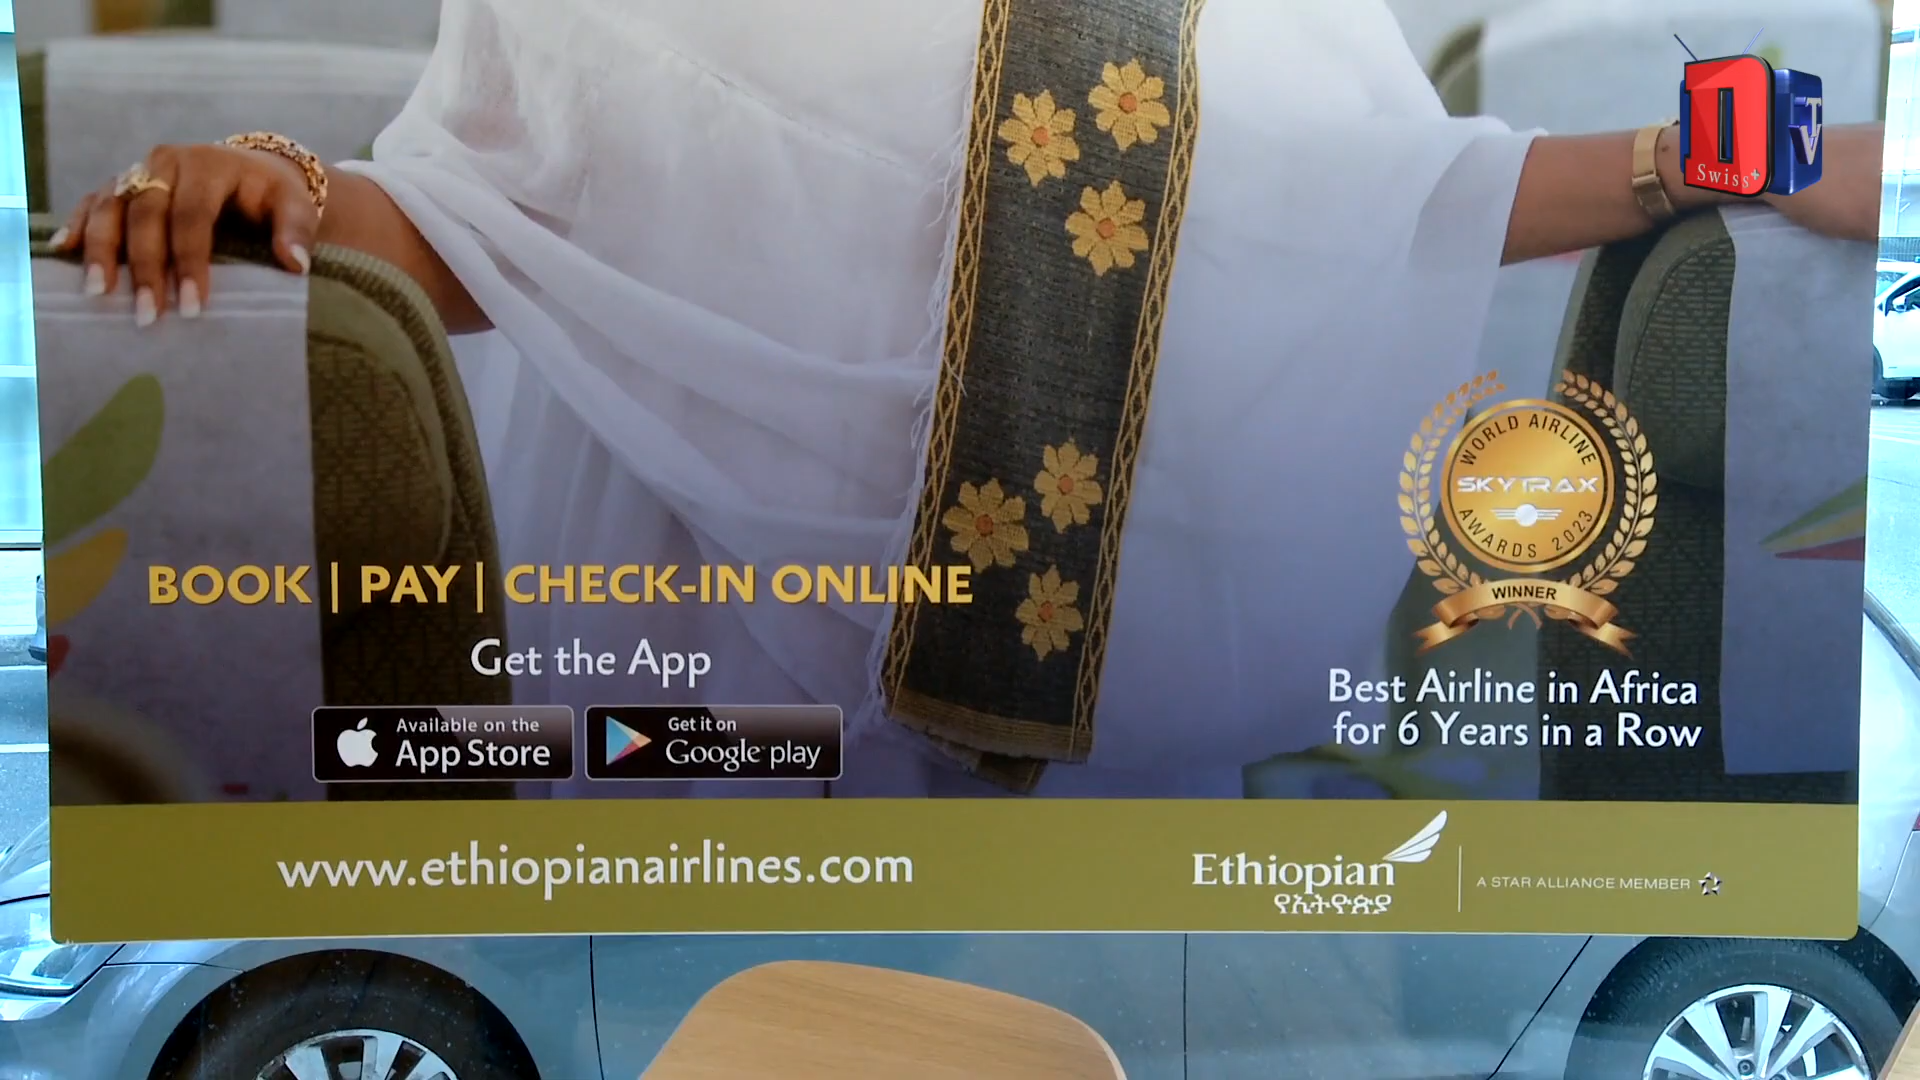 D
TV
Swiss+
WORLD AIRLINE
SKYTRAX
AWARDS 2023
WINNER
BOOK | PAY | CHECK-IN ONLINE
Get the App
Available on the
App Store
Get it on
Google play
Best Airline in Africa
for 6 Years in a Row
www.ethiopianairlines.com
Ethiopian
የኢትዮጵያ
A STAR ALLIANCE MEMBER